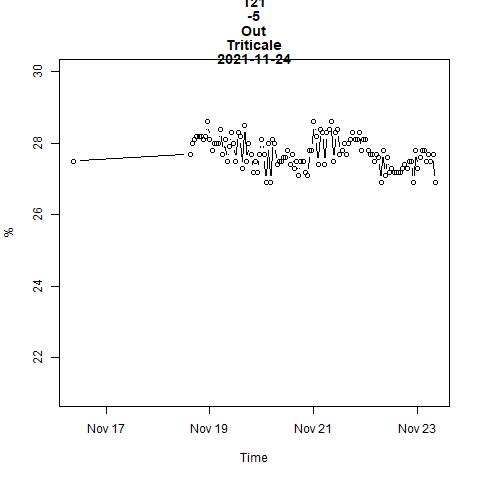 121
-5
Out
Triticale
2021-11-24
30
28
26
24
22
%
Nov 17
Nov 19
Nov 21
Nov 23
Time